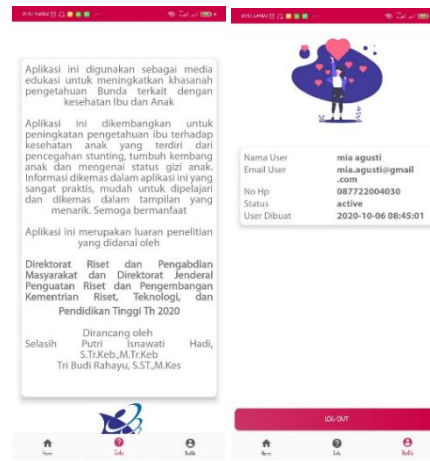 Aplikasi ini digunakan sebagai media
edukasi untuk meningkatkan khasanah
pengetahuan Bunda terkait dengan
kesehatan Ibu dan Anak
Aplikasi ini dikembangkan untuk
peningkatan pengetahuan ibu terhadap
kesehatan anak yang terdiri dari
pencegahan stunting, tumbuh kembang
anak dan mengenai status gizi anak.
Informasi dikemas dalam aplikasi ini yang
sangat praktis, mudah untuk dipelajari
dan dikemas dalam tampilan yang
menarik. Semoga bermanfaat
Aplikasi ini merupakan luaran penelitian
yang didanai oleh
Direktorat Riset dan Pengabdian
Masyarakat dan Direktorat Jenderal
Penguatan Riset dan Pengembangan
Kementrian Riset, Teknologi, dan
Pendidikan Tinggi Th 2020
Dirancang oleh
Selasih Putri Isnawati Hadi,
S.Tr.Keb.,M.Tr.Keb
Tri Budi Rahayu, S.ST.,M.Kes
Home Info Profile
Nama User mia agusti
Email User mia.agusti@gmail
.com
No Hp 087722004030
Status active
User Dibuat 2020-10-06 08:45:01
LOG OUT
Home Info Profile